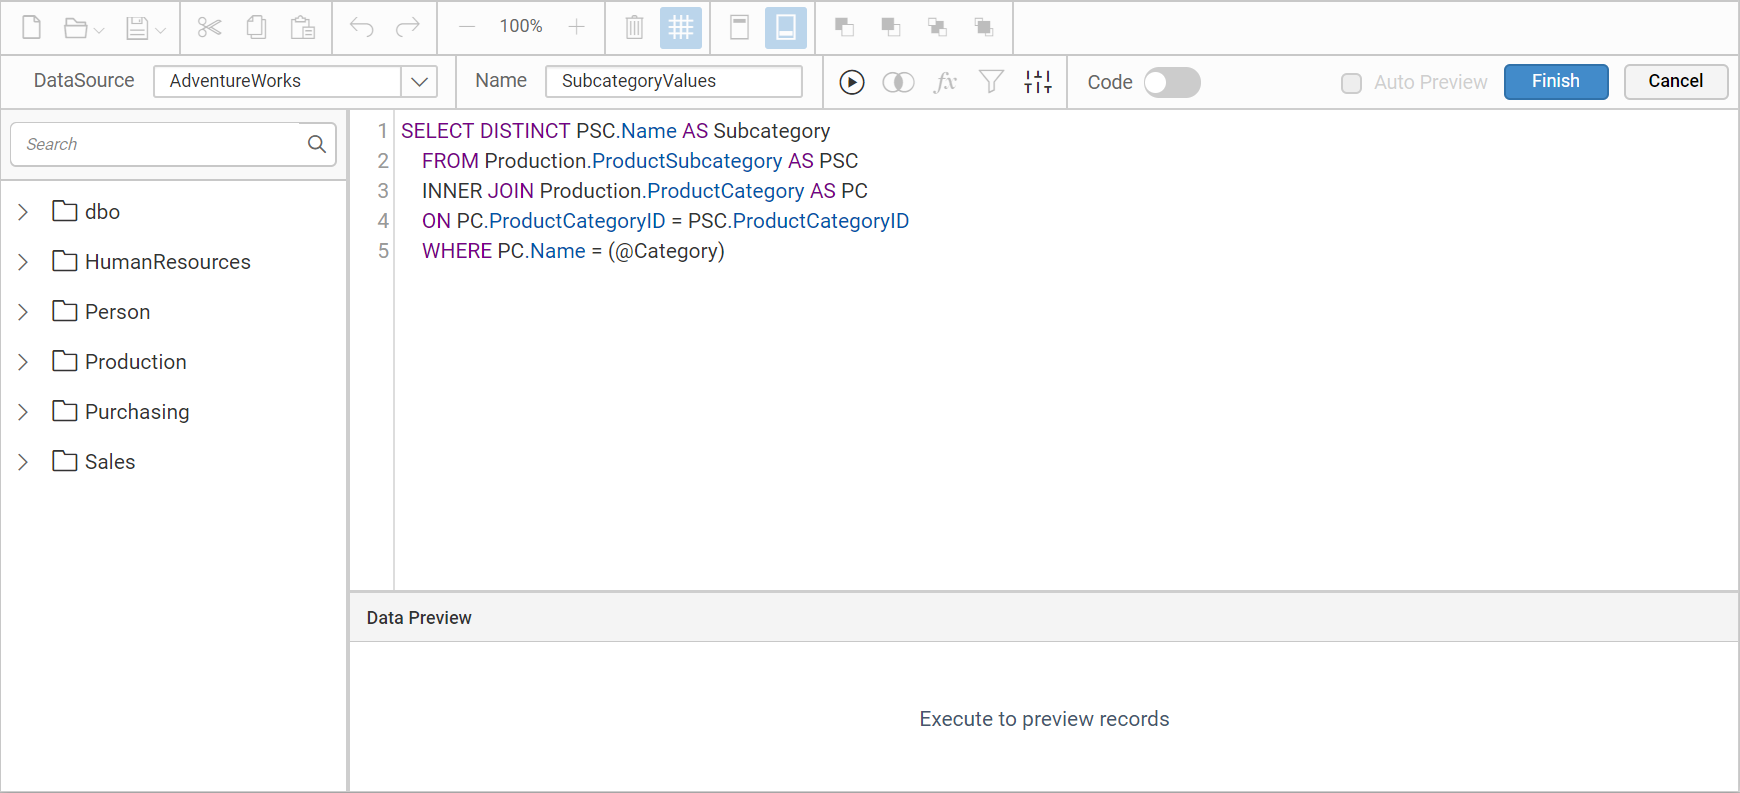 100%
DataSource AdventureWorks Name SubcategoryValues fx Code Auto Preview Finish Cancel
Search
dbo
HumanResources
Person
Production
Purchasing
Sales
1 SELECT DISTINCT PSC.Name AS Subcategory
2 FROM Production.ProductSubcategory AS PSC
3 INNER JOIN Production.ProductCategory AS PC
4 ON PC.ProductCategoryID = PSC.ProductCategoryID
5 WHERE PC.Name = (@Category)
Data Preview
Execute to preview records